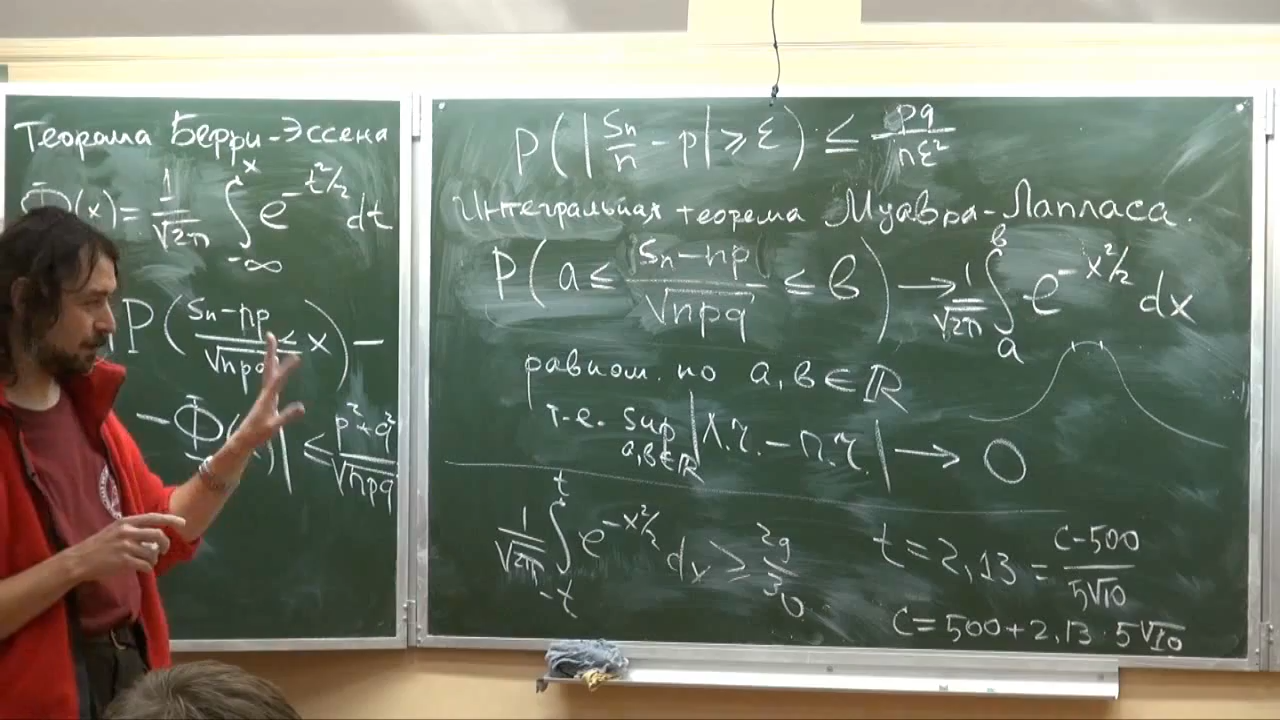 Теорема Берри-Эссена
Φ(x) = 1/√2π ∫_{-∞}^{x} e^{-t²/2} dt
P( (Sn-np)/√npq ≤ x ) -
- Φ( )| ≤ (p²+q²)/√npq
P( | Sn/n - p | ≥ ε ) ≤ pq/nε²
Интегральная теорема Муавра-Лапласа.
P( a ≤ (Sn-np)/√npq ≤ b ) → 1/√2π ∫_{a}^{b} e^{-x²/2} dx
равном. по a, b ∈ ℝ
т.е. sup_{a,b∈ℝ} | л.ч. - п.ч. | → 0
1/√2π ∫_{-t}^{t} e^{-x²/2} dx ≥ 29/30
t = 2,13 = (c-500)/5√10
c = 500 + 2,13 · 5√10